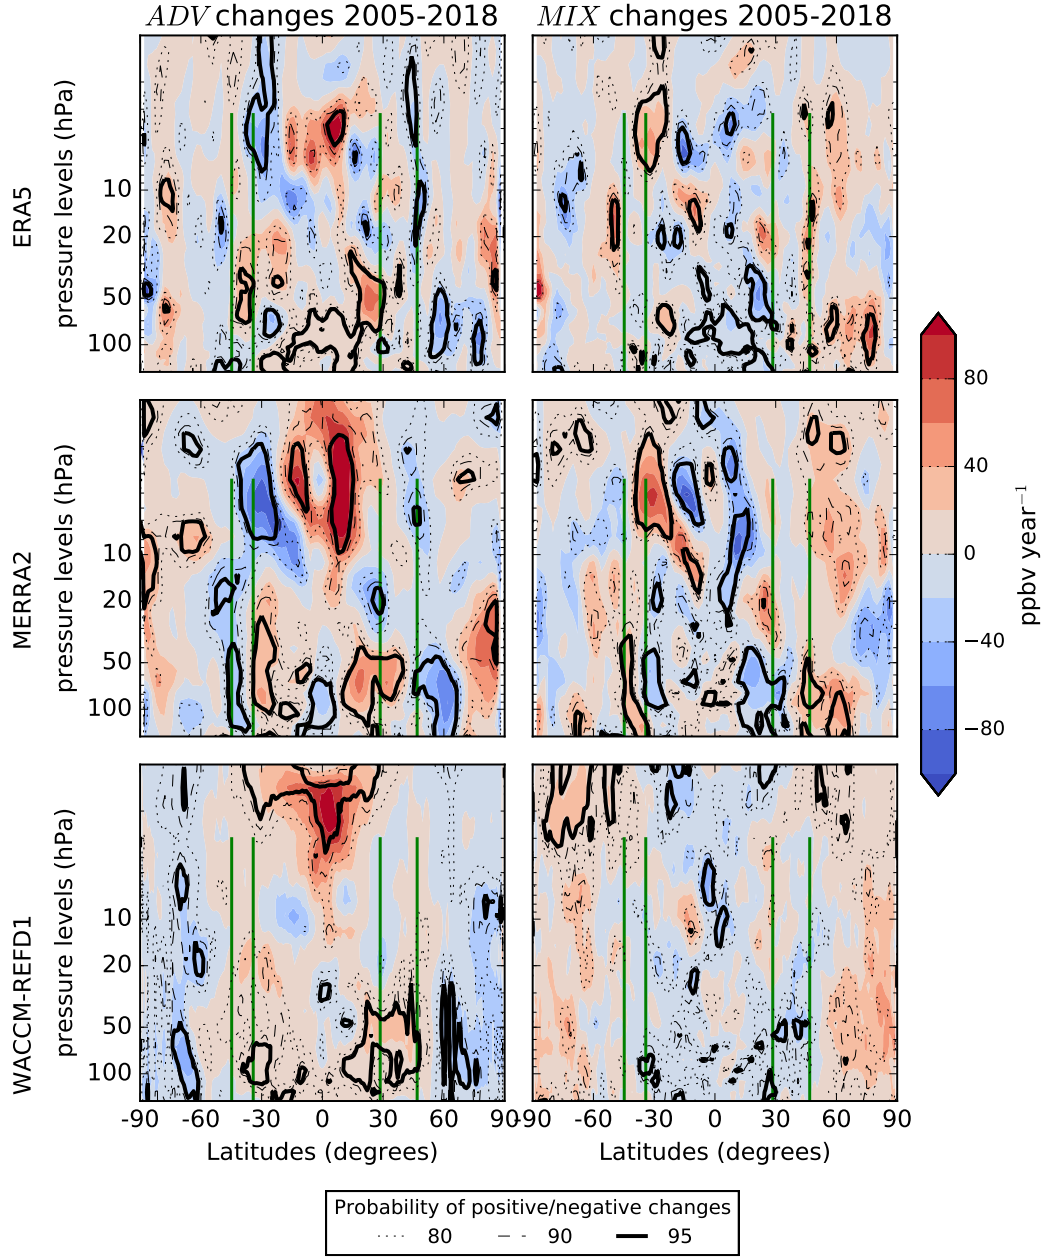 ADV changes 2005-2018
MIX changes 2005-2018
ERA5
pressure levels (hPa)
10
20
50
100
MERRA2
pressure levels (hPa)
10
20
50
100
WACCM-REFD1
pressure levels (hPa)
10
20
50
100
-90 -60 -30 0 30 60 90
-90 -60 -30 0 30 60 90
Latitudes (degrees)
Latitudes (degrees)
80
40
0
−40
−80
ppbv year⁻¹
Probability of positive/negative changes
80 90 95